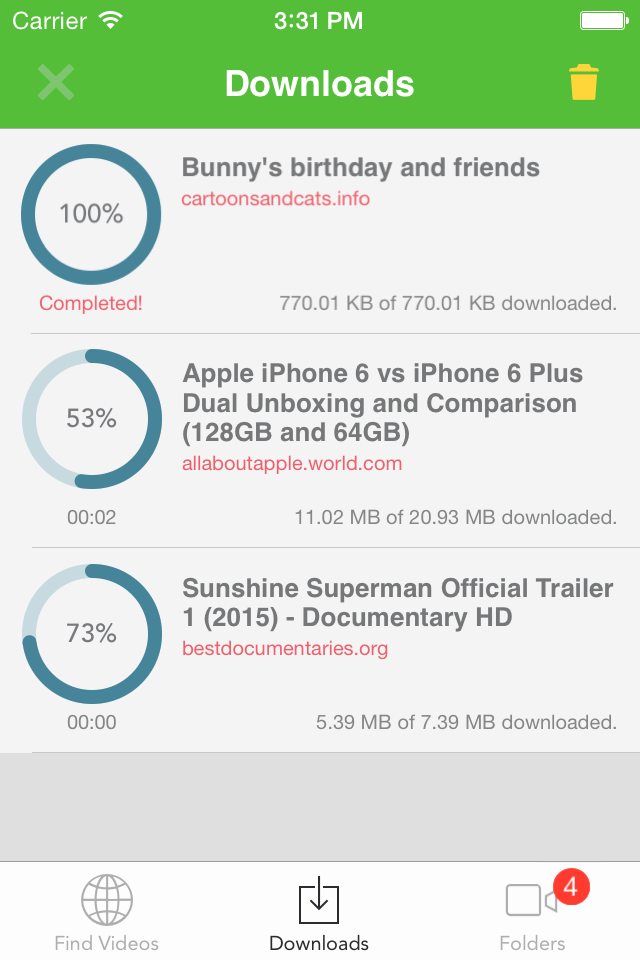 Carrier 3:31 PM
Downloads
100%
Bunny's birthday and friends
cartoonsandcats.info
Completed! 770.01 KB of 770.01 KB downloaded.
53%
Apple iPhone 6 vs iPhone 6 Plus
Dual Unboxing and Comparison
(128GB and 64GB)
allaboutapple.world.com
00:02 11.02 MB of 20.93 MB downloaded.
73%
Sunshine Superman Official Trailer
1 (2015) - Documentary HD
bestdocumentaries.org
00:00 5.39 MB of 7.39 MB downloaded.
4
Find Videos Downloads Folders